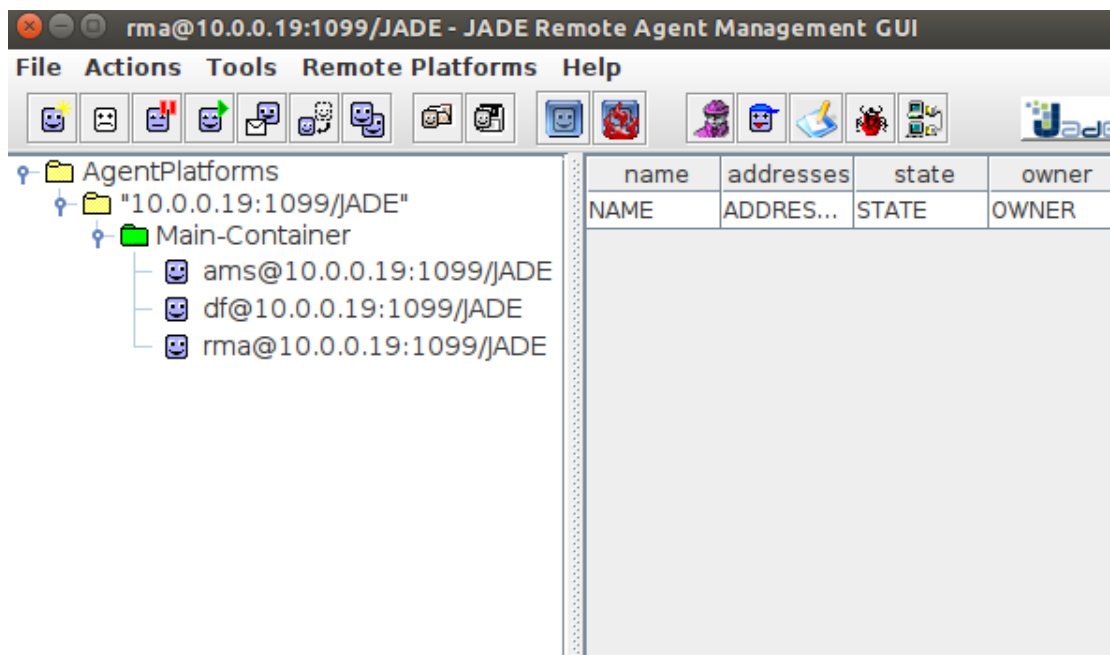 rma@10.0.0.19:1099/JADE - JADE Remote Agent Management GUI
File Actions Tools Remote Platforms Help
AgentPlatforms
"10.0.0.19:1099/JADE"
Main-Container
ams@10.0.0.19:1099/JADE
df@10.0.0.19:1099/JADE
rma@10.0.0.19:1099/JADE
name addresses state owner
NAME ADDRES... STATE OWNER